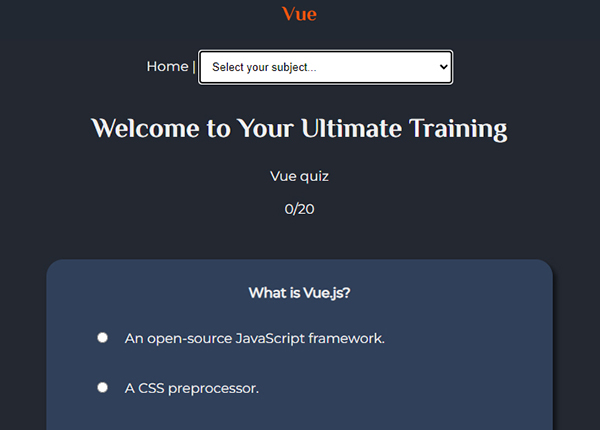 Vue
Home | Select your subject...
Welcome to Your Ultimate Training
Vue quiz
0/20
What is Vue.js?
An open-source JavaScript framework.
A CSS preprocessor.